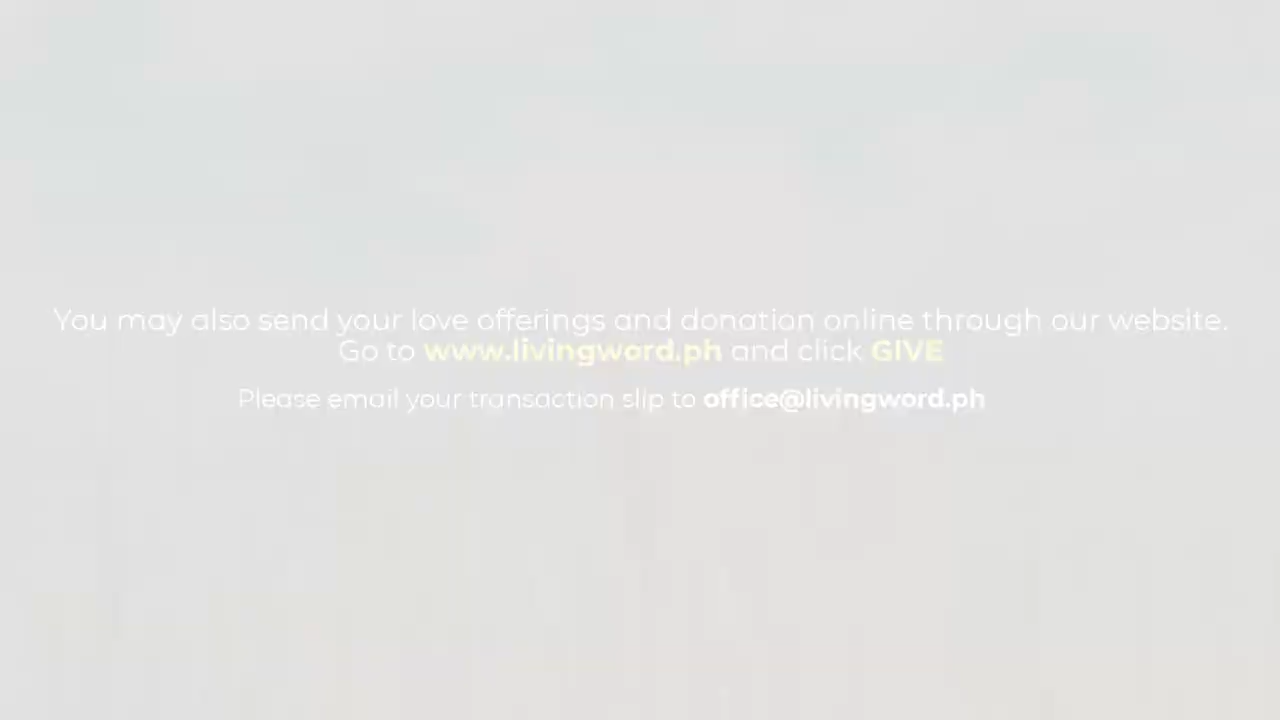 You may also send your love offerings and donation online through our website.
Go to www.livingword.ph and click GIVE
Please email your transaction slip to office@livingword.ph